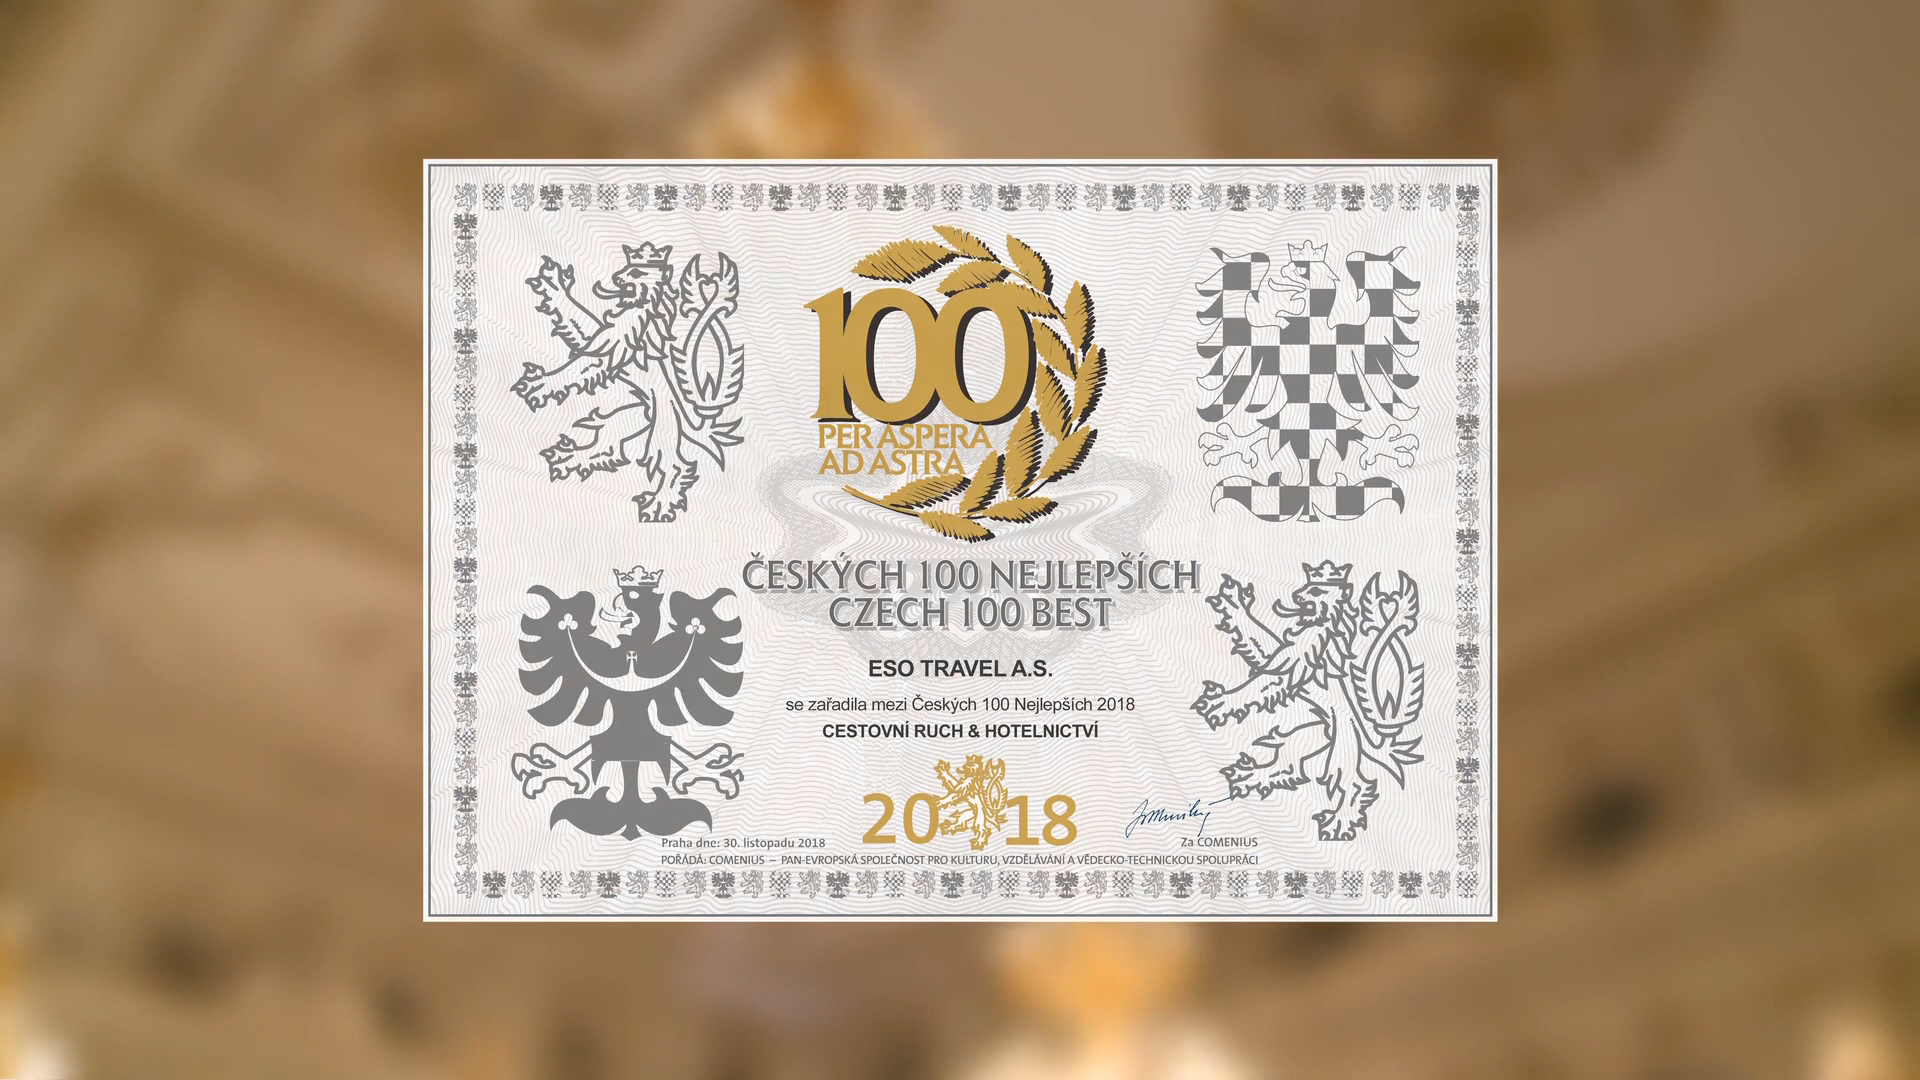 100
PER ASPERA
AD ASTRA
ČESKÝCH 100 NEJLEPŠÍCH
CZECH 100 BEST
ESO TRAVEL A.S.
se zařadila mezi Českých 100 Nejlepších 2018
CESTOVNÍ RUCH & HOTELNICTVÍ
2018
Praha dne: 30. listopadu 2018
Za COMENIUS
POŘÁDÁ: COMENIUS – PAN-EVROPSKÁ SPOLEČNOST PRO KULTURU, VZDĚLÁVÁNÍ A VĚDECKO-TECHNICKOU SPOLUPRÁCI